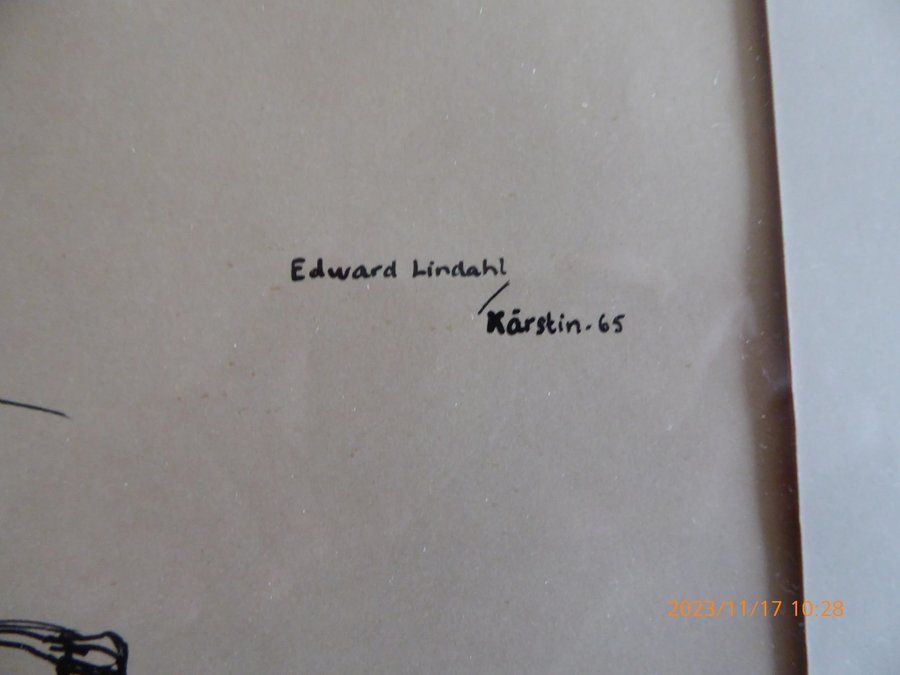 Edward Lindahl
/
Kärstin. 65
2023/11/17 10:28